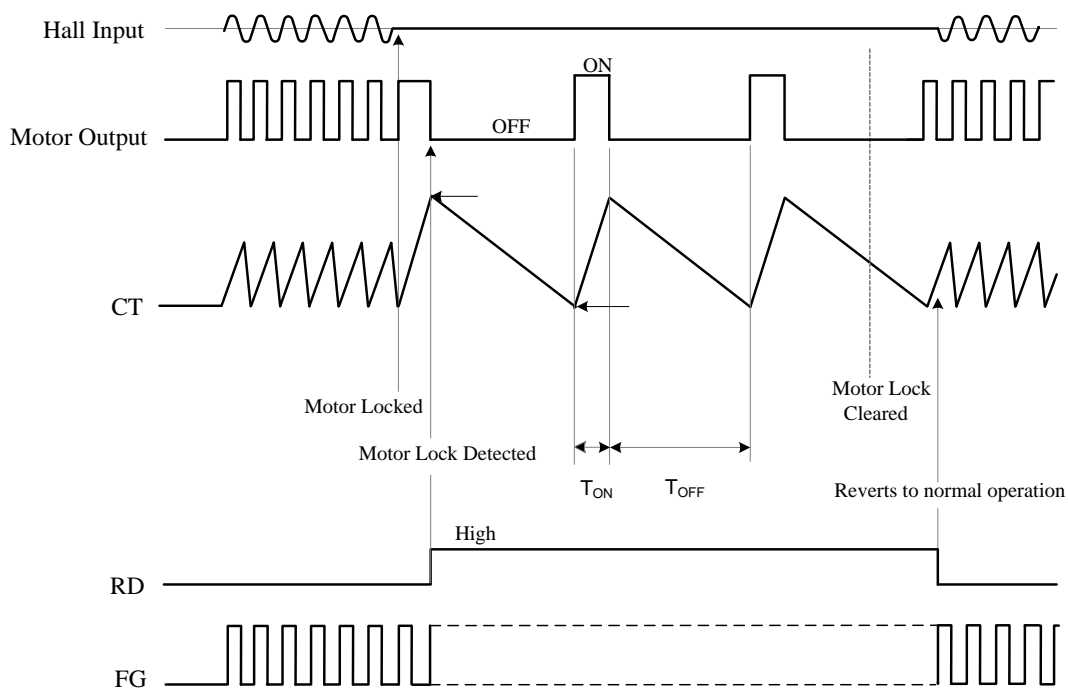 Hall Input
ON
Motor Output
OFF
CT
Motor Locked
Motor Lock
Cleared
Motor Lock Detected
TON
TOFF
Reverts to normal operation
High
RD
FG